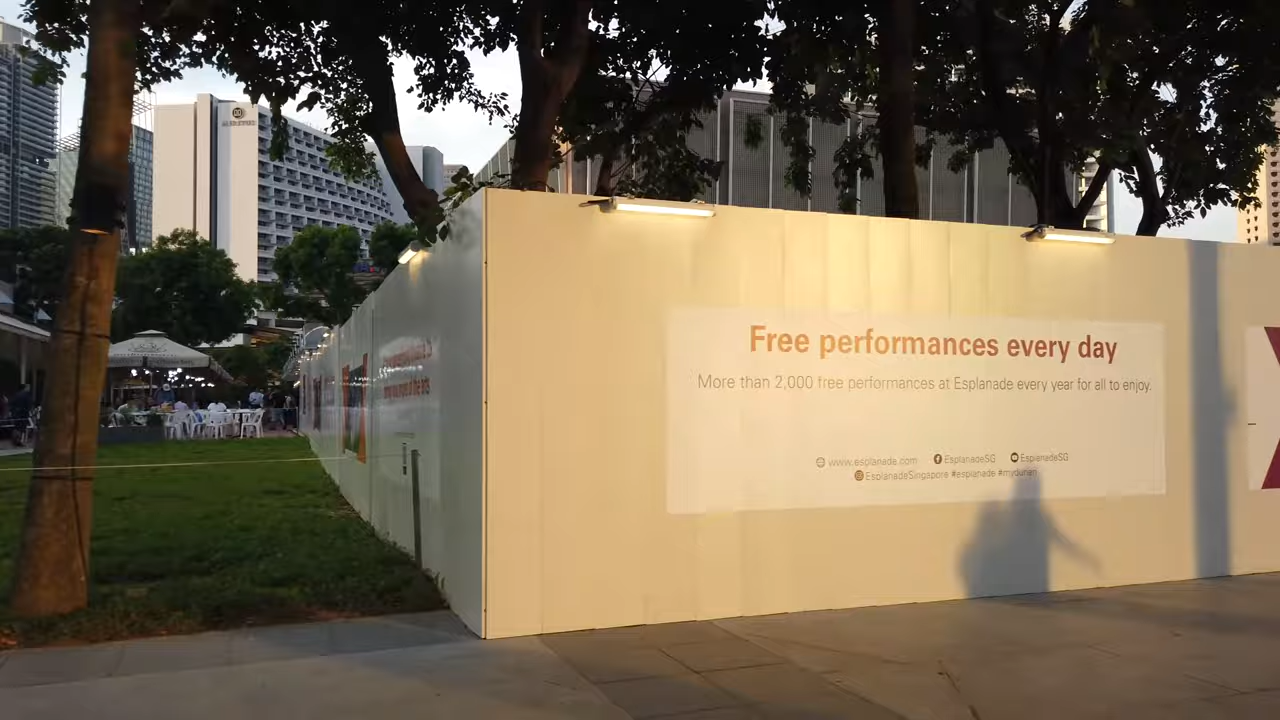 Free performances every day
More than 2,000 free performances at Esplanade every year for all to enjoy.
www.esplanade.com EsplanadeSG EsplanadeSG
EsplanadeSingapore #esplanade #mydurian